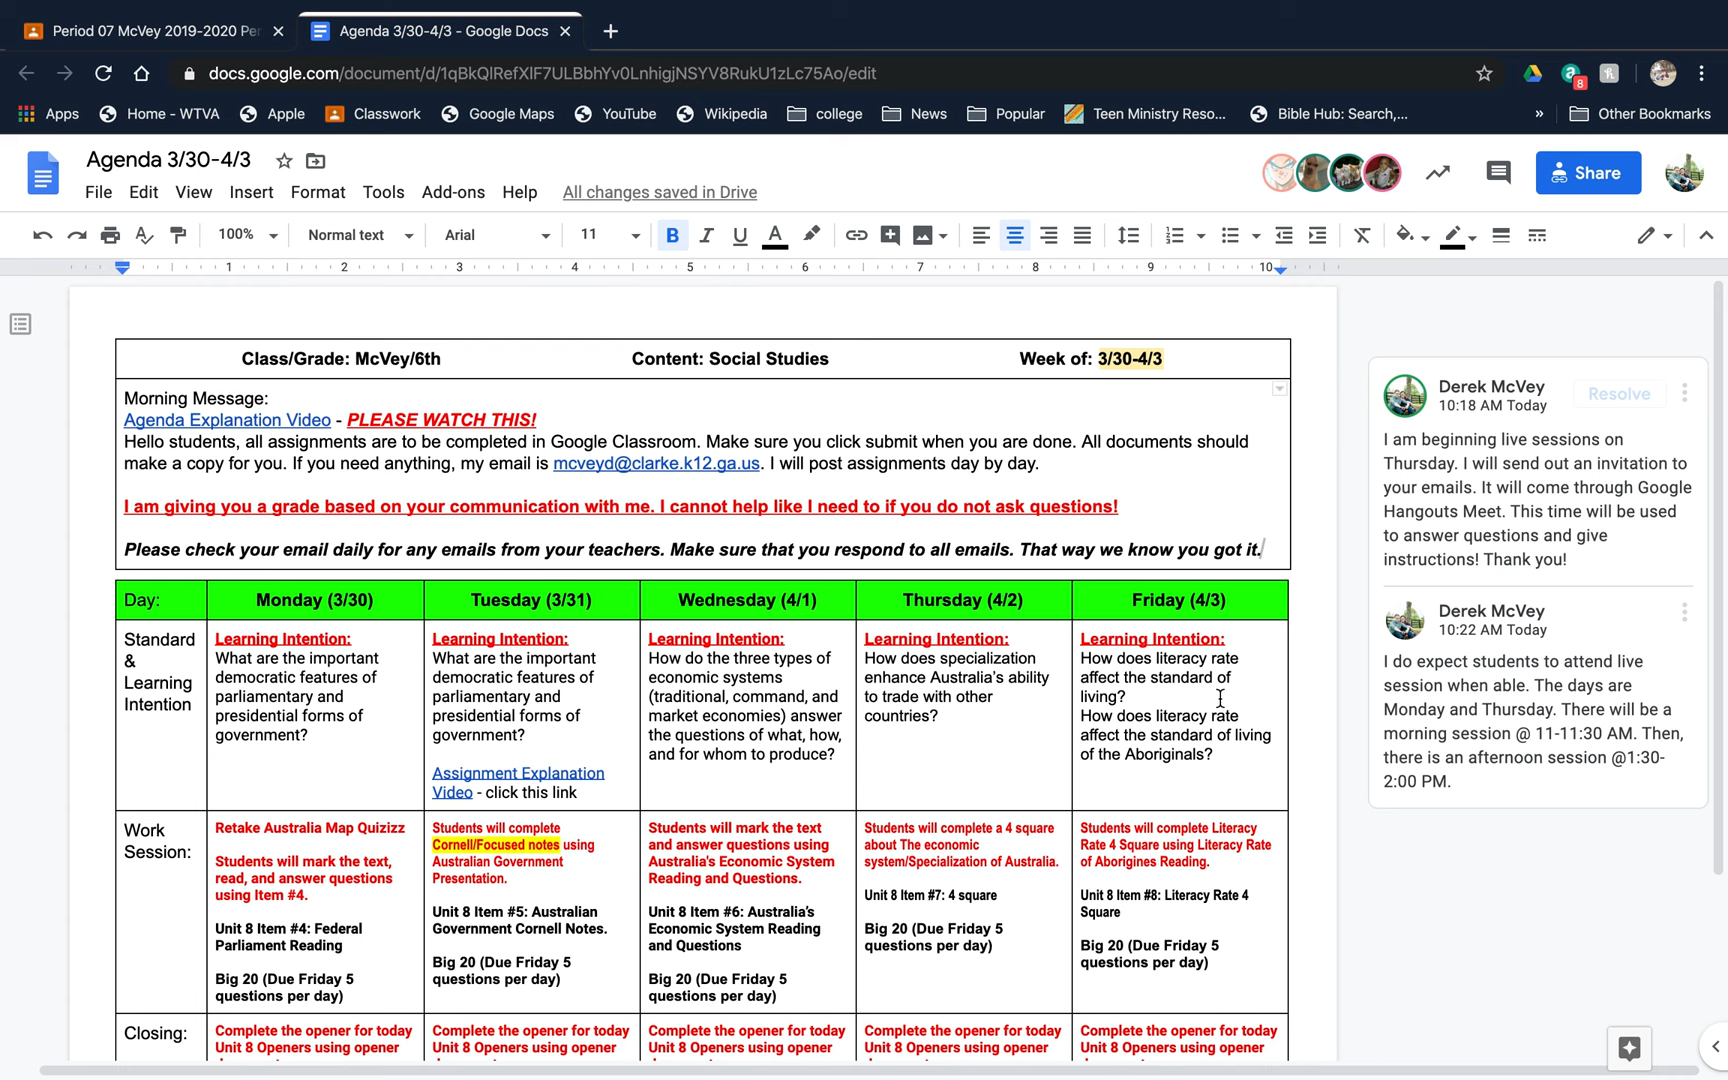 Period 07 McVey 2019-2020 Per
Agenda 3/30-4/3 - Google Docs
docs.google.com/document/d/1qBkQlRefXlF7ULBbhYv0LnhigjNSYV8RukU1zLc75Ao/edit
8
Apps
Home - WTVA
Apple
Classwork
Google Maps
YouTube
Wikipedia
college
News
Popular
Teen Ministry Reso...
Bible Hub: Search,...
»
Other Bookmarks
Agenda 3/30-4/3
File Edit View Insert Format Tools Add-ons Help All changes saved in Drive
Share
100% Normal text Arial 11 B I U A
1 2 3 4 5 6 7 8 9 10
Class/Grade: McVey/6th
Content: Social Studies
Week of: 3/30-4/3
Morning Message:
Agenda Explanation Video - PLEASE WATCH THIS!
Hello students, all assignments are to be completed in Google Classroom. Make sure you click submit when you are done. All documents should
make a copy for you. If you need anything, my email is mcveyd@clarke.k12.ga.us. I will post assignments day by day.
I am giving you a grade based on your communication with me. I cannot help like I need to if you do not ask questions!
Please check your email daily for any emails from your teachers. Make sure that you respond to all emails. That way we know you got it.
Day:
Monday (3/30)
Tuesday (3/31)
Wednesday (4/1)
Thursday (4/2)
Friday (4/3)
Standard
&
Learning
Intention
Learning Intention:
What are the important
democratic features of
parliamentary and
presidential forms of
government?
Learning Intention:
What are the important
democratic features of
parliamentary and
presidential forms of
government?
Assignment Explanation
Video - click this link
Learning Intention:
How do the three types of
economic systems
(traditional, command, and
market economies) answer
the questions of what, how,
and for whom to produce?
Learning Intention:
How does specialization
enhance Australia's ability
to trade with other
countries?
Learning Intention:
How does literacy rate
affect the standard of
living?
How does literacy rate
affect the standard of living
of the Aboriginals?
Work
Session:
Retake Australia Map Quizizz
Students will mark the text,
read, and answer questions
using Item #4.
Unit 8 Item #4: Federal
Parliament Reading
Big 20 (Due Friday 5
questions per day)
Students will complete
Cornell/Focused notes using
Australian Government
Presentation.
Unit 8 Item #5: Australian
Government Cornell Notes.
Big 20 (Due Friday 5
questions per day)
Students will mark the text
and answer questions using
Australia's Economic System
Reading and Questions.
Unit 8 Item #6: Australia's
Economic System Reading
and Questions
Big 20 (Due Friday 5
questions per day)
Students will complete a 4 square
about The economic
system/Specialization of Australia.
Unit 8 Item #7: 4 square
Big 20 (Due Friday 5
questions per day)
Students will complete Literacy
Rate 4 Square using Literacy Rate
of Aborigines Reading.
Unit 8 Item #8: Literacy Rate 4
Square
Big 20 (Due Friday 5
questions per day)
Closing:
Complete the opener for today
Unit 8 Openers using opener
Complete the opener for today
Unit 8 Openers using opener
Complete the opener for today
Unit 8 Openers using opener
Complete the opener for today
Unit 8 Openers using opener
Complete the opener for today
Unit 8 Openers using opener
Derek McVey
10:18 AM Today
Resolve
I am beginning live sessions on
Thursday. I will send out an invitation to
your emails. It will come through Google
Hangouts Meet. This time will be used
to answer questions and give
instructions! Thank you!
Derek McVey
10:22 AM Today
I do expect students to attend live
session when able. The days are
Monday and Thursday. There will be a
morning session @ 11-11:30 AM. Then,
there is an afternoon session @1:30-
2:00 PM.